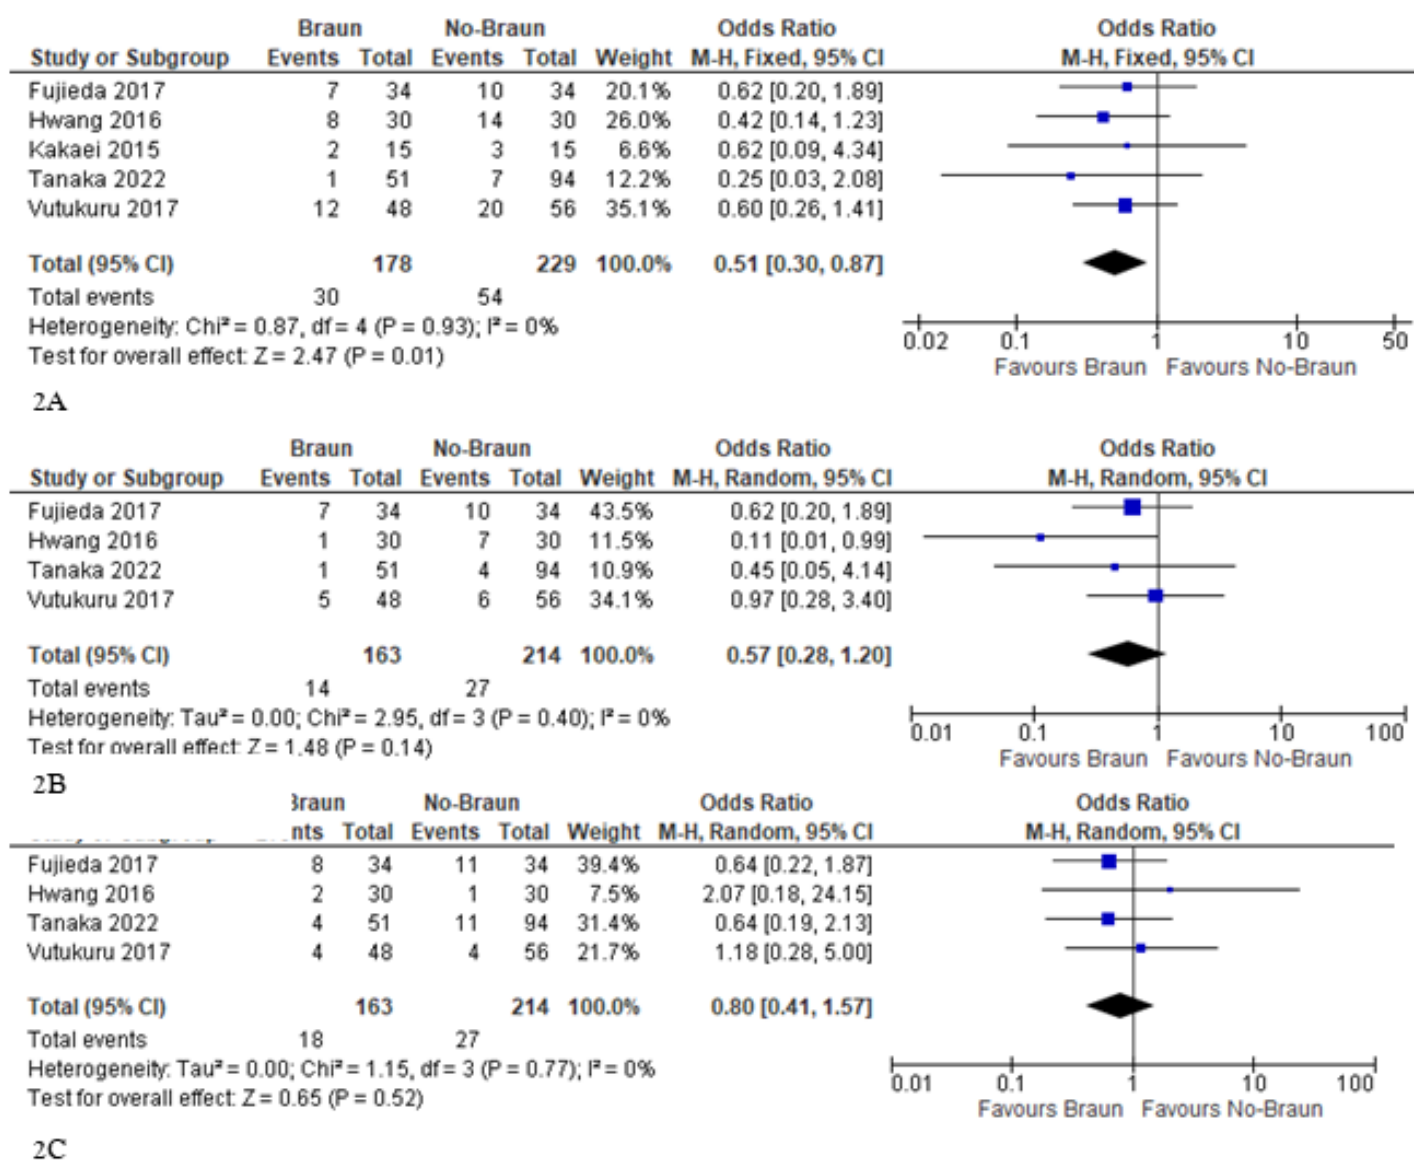 Braun No-Braun Odds Ratio Odds Ratio
Study or Subgroup Events Total Events Total Weight M-H, Fixed, 95% CI M-H, Fixed, 95% CI
Fujieda 2017 7 34 10 34 20.1% 0.62 [0.20, 1.89]
Hwang 2016 8 30 14 30 26.0% 0.42 [0.14, 1.23]
Kakaei 2015 2 15 3 15 6.6% 0.62 [0.09, 4.34]
Tanaka 2022 1 51 7 94 12.2% 0.25 [0.03, 2.08]
Vutukuru 2017 12 48 20 56 35.1% 0.60 [0.26, 1.41]
Total (95% CI) 178 229 100.0% 0.51 [0.30, 0.87]
Total events 30 54
Heterogeneity: Chi² = 0.87, df = 4 (P = 0.93); I² = 0%
Test for overall effect: Z = 2.47 (P = 0.01)
0.02 0.1 1 10 50
Favours Braun Favours No-Braun
2A
Braun No-Braun Odds Ratio Odds Ratio
Study or Subgroup Events Total Events Total Weight M-H, Random, 95% CI M-H, Random, 95% CI
Fujieda 2017 7 34 10 34 43.5% 0.62 [0.20, 1.89]
Hwang 2016 1 30 7 30 11.5% 0.11 [0.01, 0.99]
Tanaka 2022 1 51 4 94 10.9% 0.45 [0.05, 4.14]
Vutukuru 2017 5 48 6 56 34.1% 0.97 [0.28, 3.40]
Total (95% CI) 163 214 100.0% 0.57 [0.28, 1.20]
Total events 14 27
Heterogeneity: Tau² = 0.00; Chi² = 2.95, df = 3 (P = 0.40); I² = 0%
Test for overall effect: Z = 1.48 (P = 0.14)
0.01 0.1 1 10 100
Favours Braun Favours No-Braun
2B
Braun No-Braun Odds Ratio Odds Ratio
nts Total Events Total Weight M-H, Random, 95% CI M-H, Random, 95% CI
Fujieda 2017 8 34 11 34 39.4% 0.64 [0.22, 1.87]
Hwang 2016 2 30 1 30 7.5% 2.07 [0.18, 24.15]
Tanaka 2022 4 51 11 94 31.4% 0.64 [0.19, 2.13]
Vutukuru 2017 4 48 4 56 21.7% 1.18 [0.28, 5.00]
Total (95% CI) 163 214 100.0% 0.80 [0.41, 1.57]
Total events 18 27
Heterogeneity: Tau² = 0.00; Chi² = 1.15, df = 3 (P = 0.77); I² = 0%
Test for overall effect: Z = 0.65 (P = 0.52)
0.01 0.1 1 10 100
Favours Braun Favours No-Braun
2C